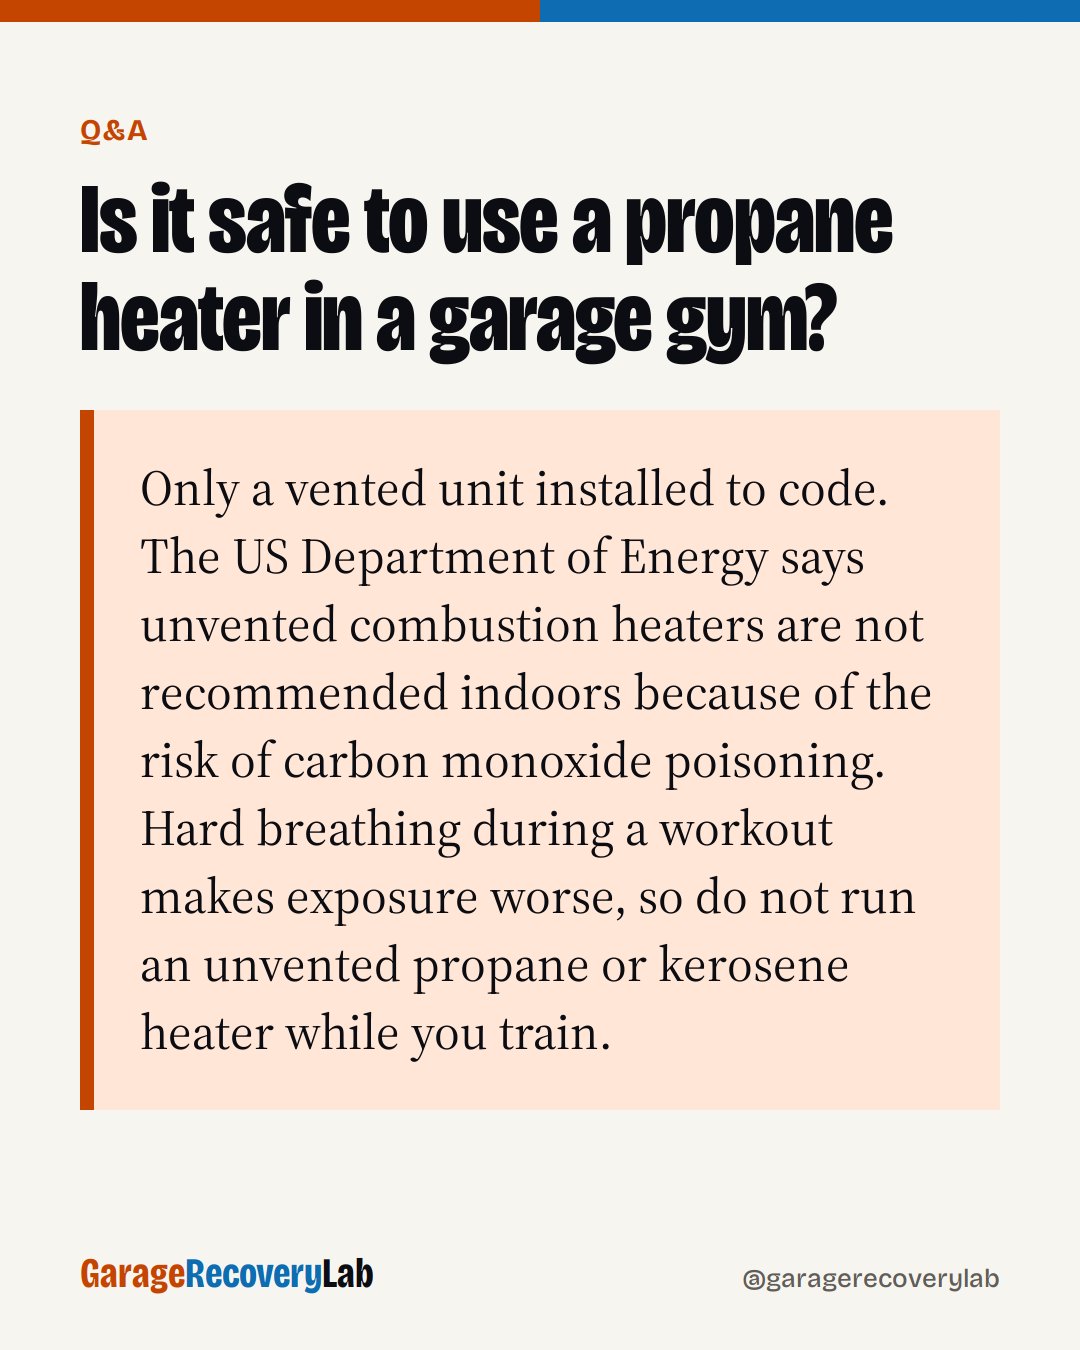 Q&A
Is it safe to use a propane
heater in a garage gym?
Only a vented unit installed to code.
The US Department of Energy says
unvented combustion heaters are not
recommended indoors because of the
risk of carbon monoxide poisoning.
Hard breathing during a workout
makes exposure worse, so do not run
an unvented propane or kerosene
heater while you train.
GarageRecoveryLab
@garagerecoverylab